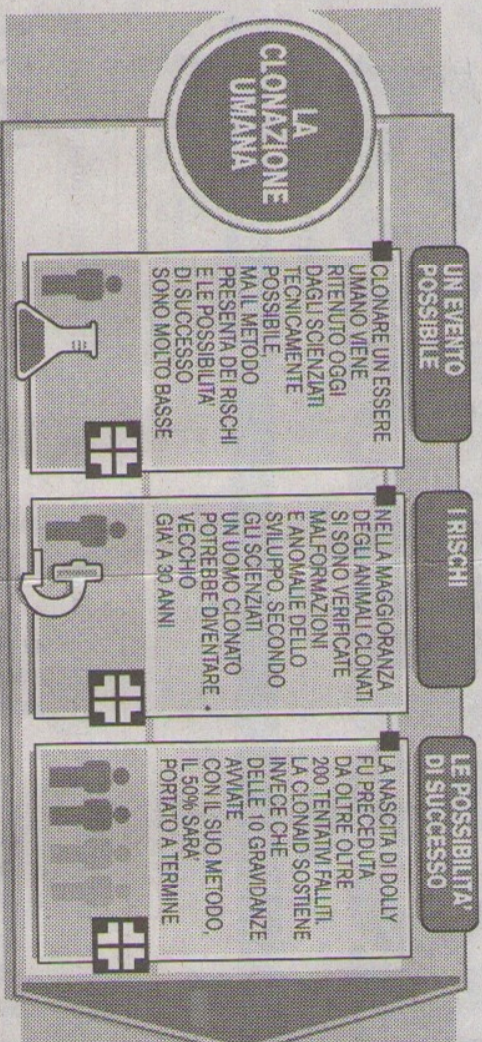 LA
CLONAZIONE
UMANA
UN EVENTO
POSSIBILE
CLONARE UN ESSERE
UMANO VIENE
RITENUTO OGGI
DAGLI SCIENZIATI
TECNICAMENTE
POSSIBILE,
MA IL METODO
PRESENTA DEI RISCHI
E LE POSSIBILITA'
DI SUCCESSO
SONO MOLTO BASSE
I RISCHI
NELLA MAGGIORANZA
DEGLI ANIMALI CLONATI
SI SONO VERIFICATE
MALFORMAZIONI
E ANOMALIE DELLO
SVILUPPO. SECONDO
GLI SCIENZIATI
UN UOMO CLONATO
POTREBBE DIVENTARE
VECCHIO
GIA' A 30 ANNI
LE POSSIBILITA'
DI SUCCESSO
LA NASCITA DI DOLLY
FU PRECEDUTA
DA OLTRE OLTRE
200 TENTATIVI FALLITI.
LA CLONAID SOSTIENE
INVECE CHE
DELLE 10 GRAVIDANZE
AVVIATE
CON IL SUO METODO,
IL 50% SARA'
PORTATO A TERMINE